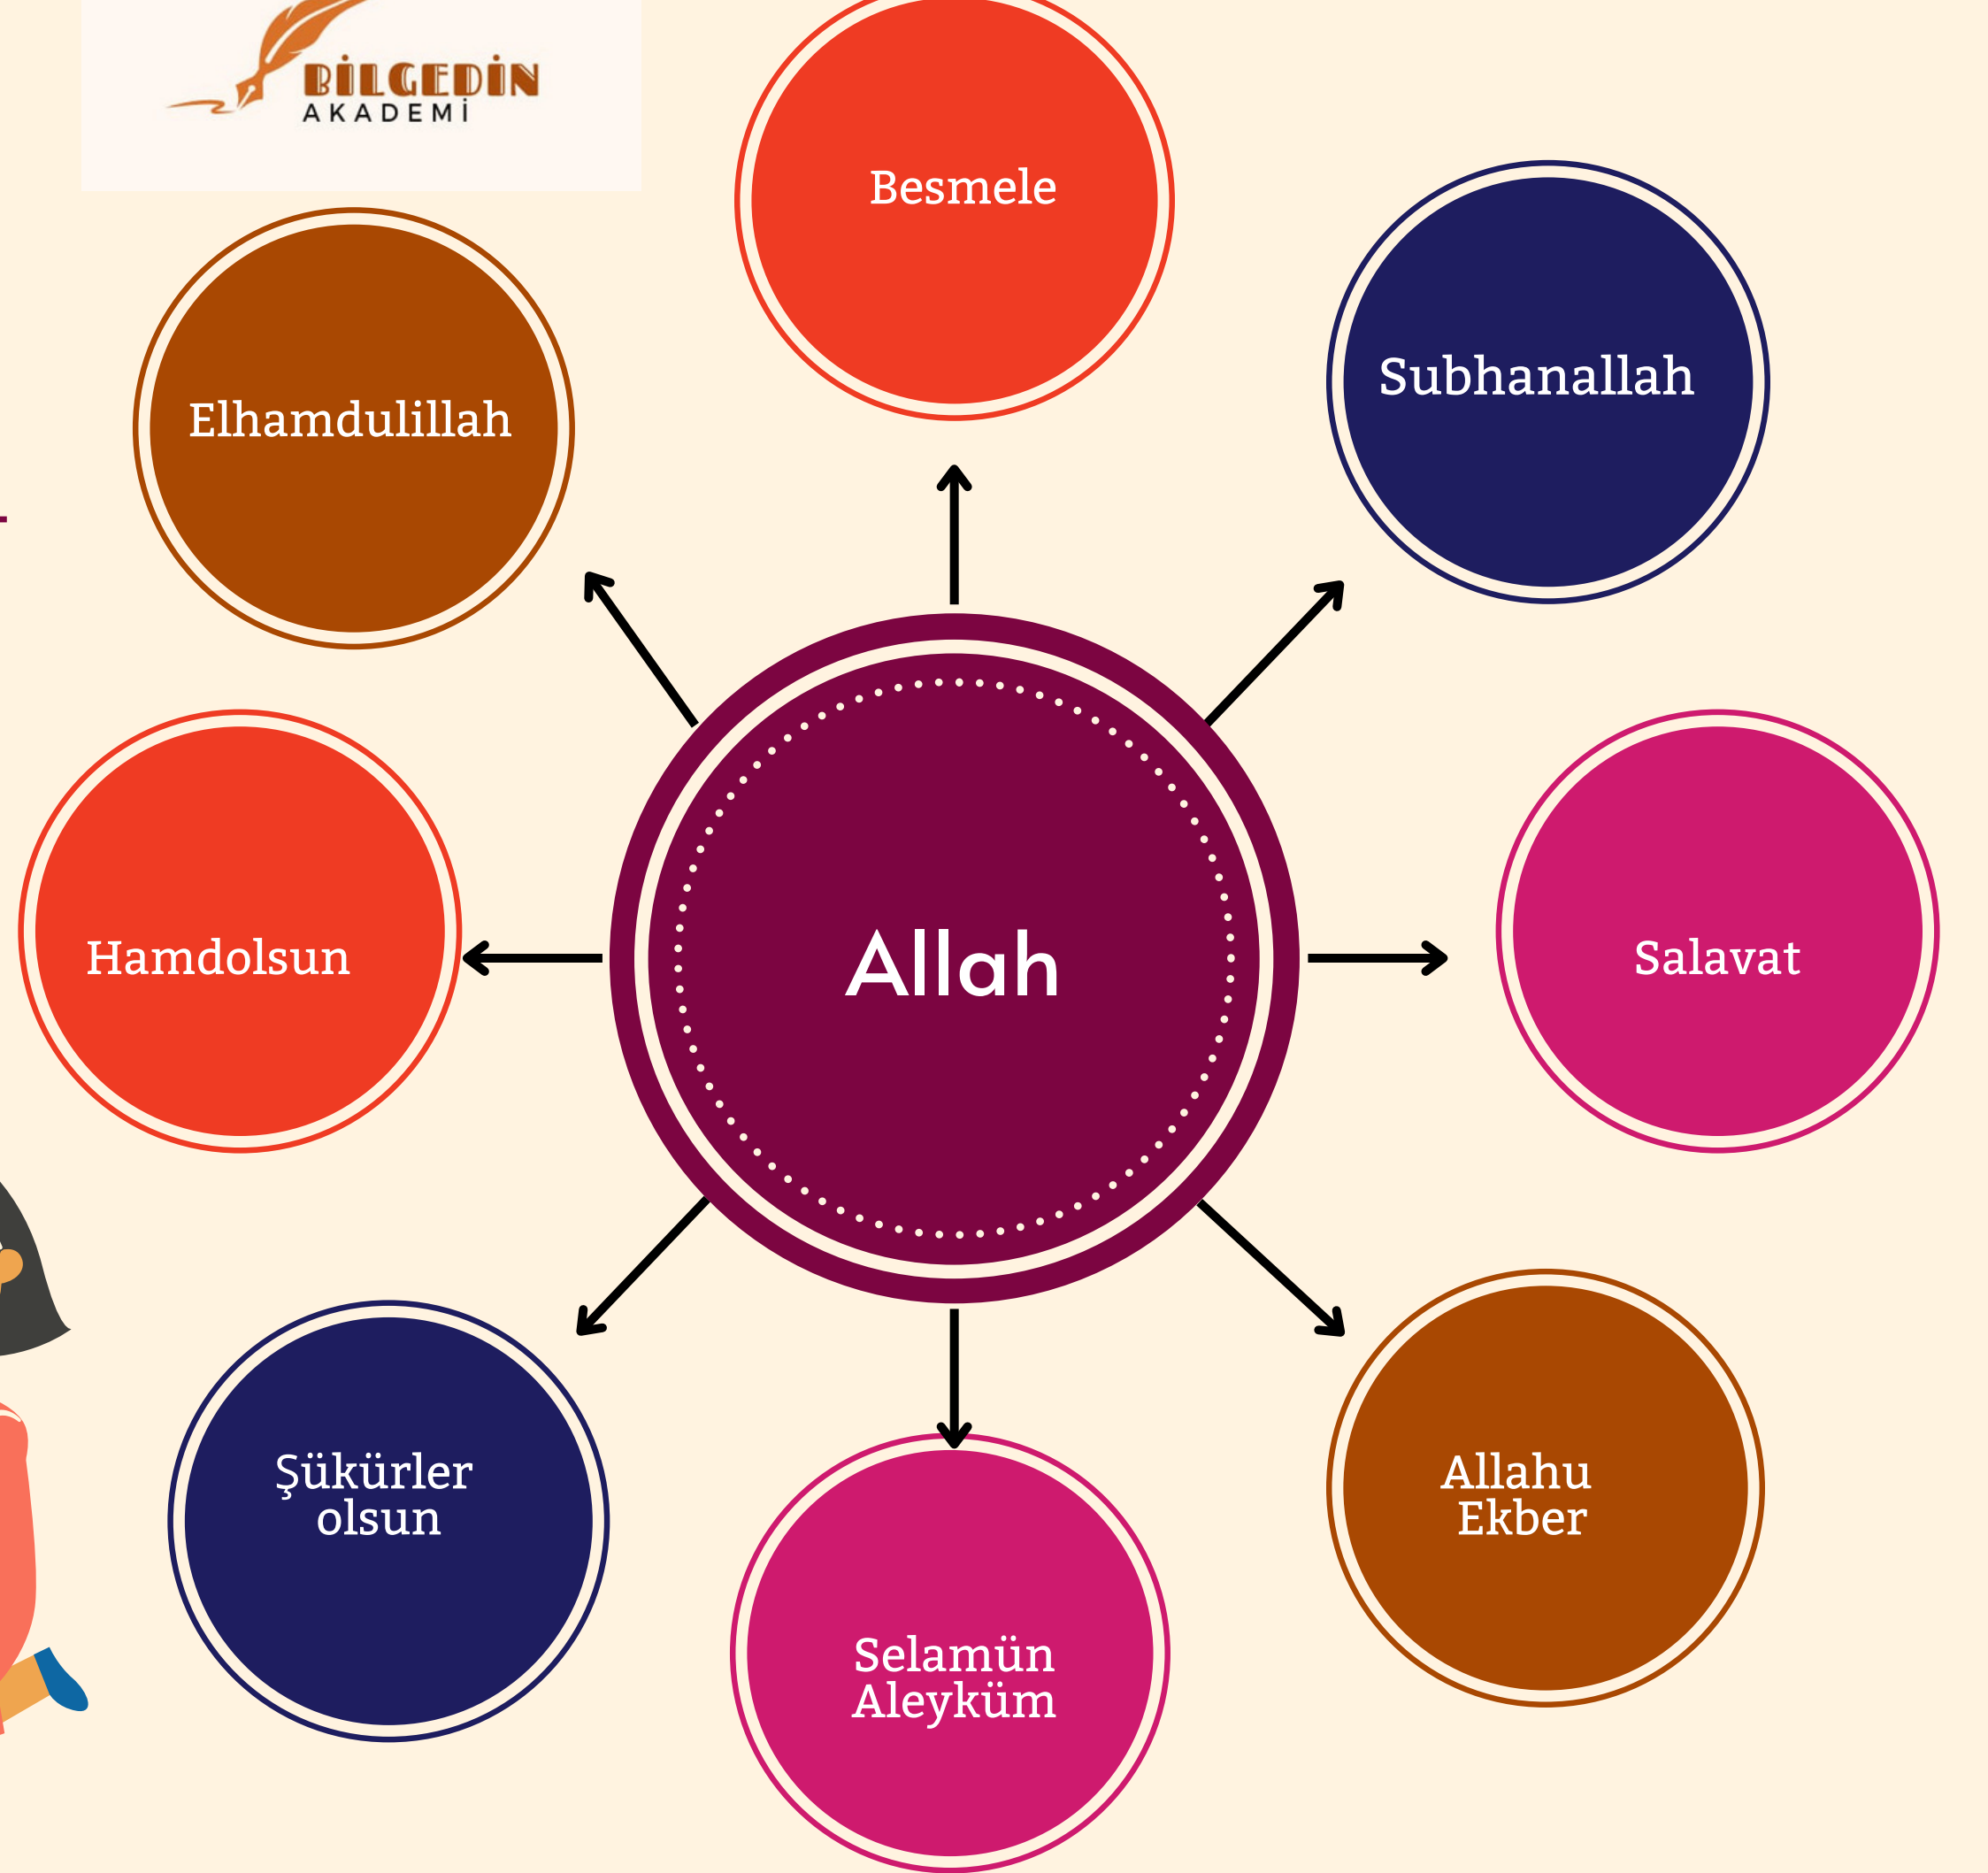 BİLGEDİN
AKADEMİ
Besmele
Subhanallah
Elhamdulillah
Allah
Hamdolsun
Salavat
Şükürler
olsun
Allahu
Ekber
Selamün
Aleyküm